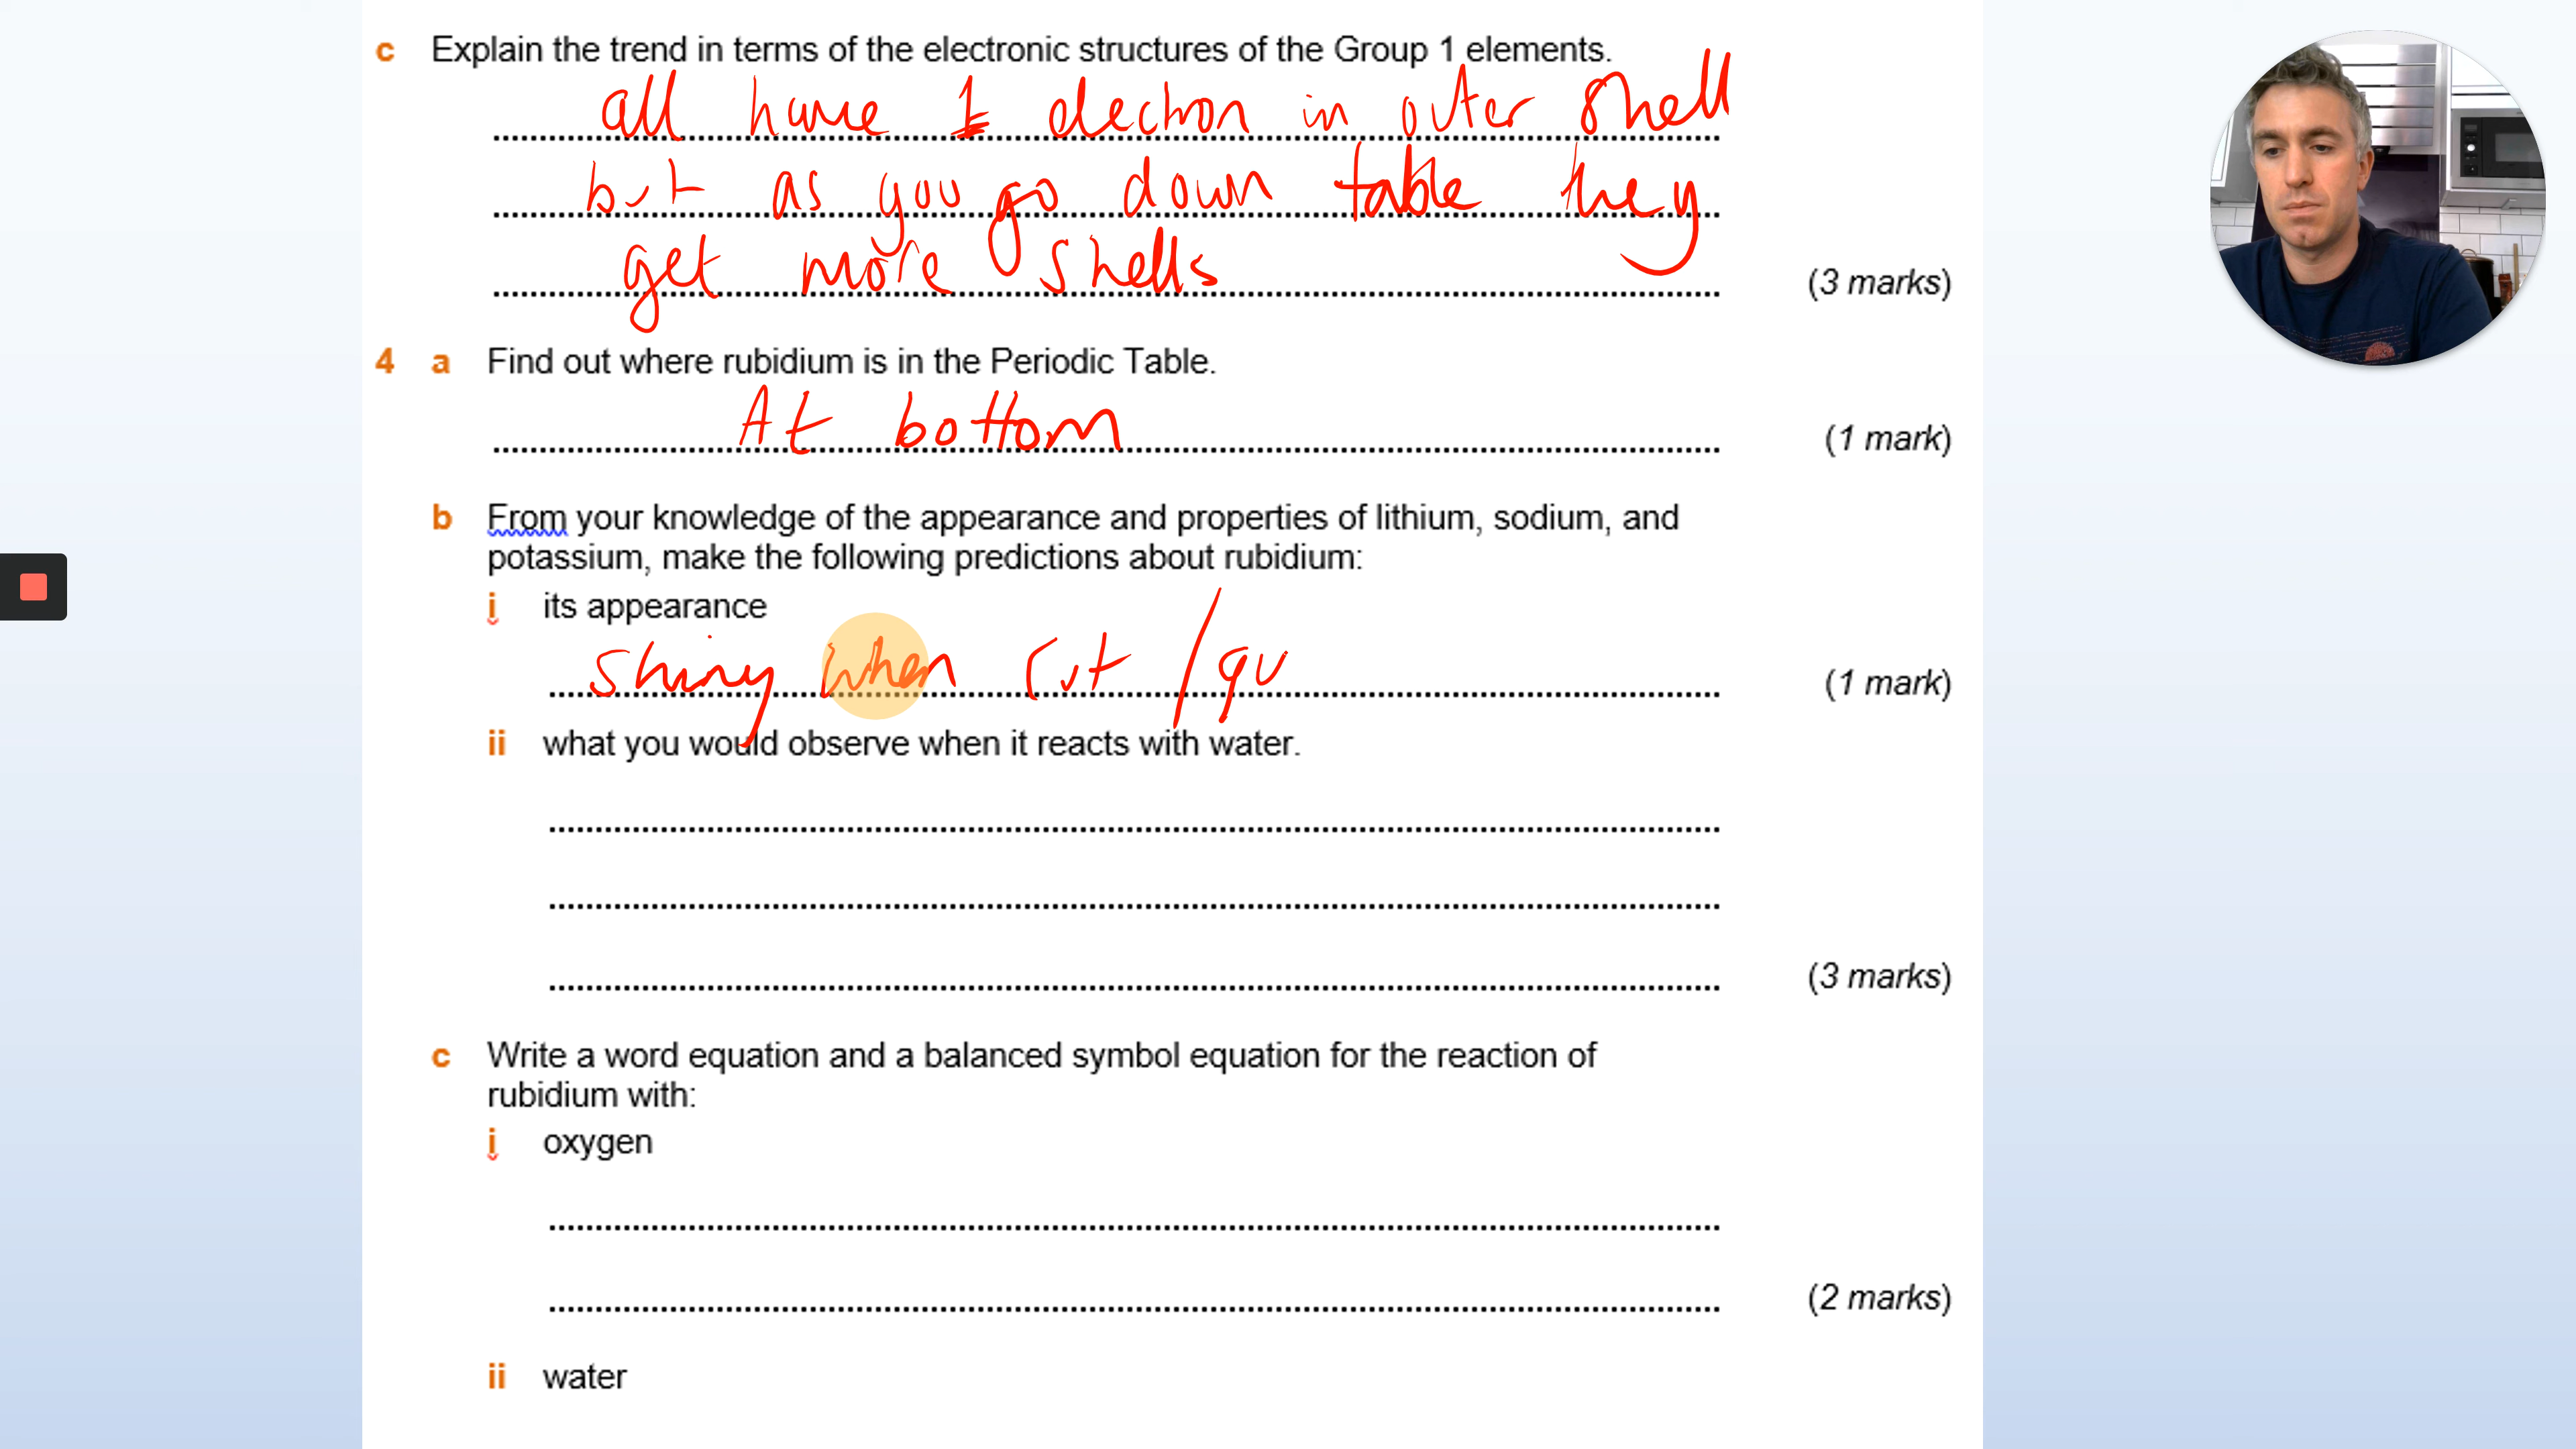 c Explain the trend in terms of the electronic structures of the Group 1 elements.
all have 1 electron in outer shell
but as you go down table they
get more shells
(3 marks)
4 a Find out where rubidium is in the Periodic Table.
At bottom
(1 mark)
b From your knowledge of the appearance and properties of lithium, sodium, and
potassium, make the following predictions about rubidium:
i its appearance
shiny when cut /
(1 mark)
ii what you would observe when it reacts with water.
(3 marks)
c Write a word equation and a balanced symbol equation for the reaction of
rubidium with:
i oxygen
(2 marks)
ii water